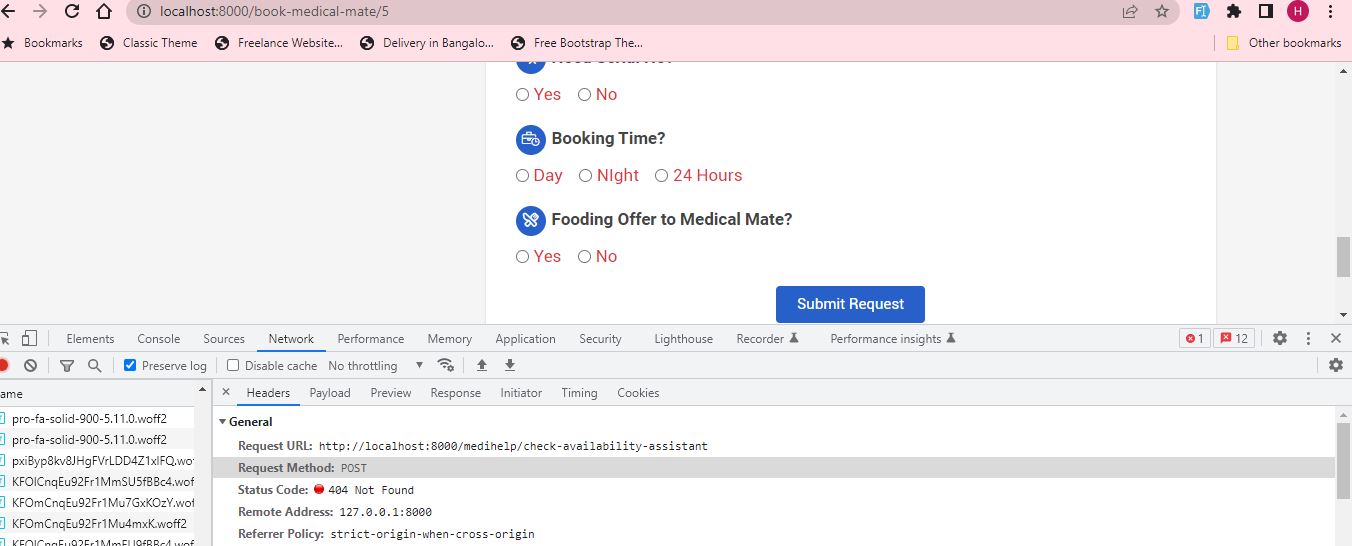 localhost:8000/book-medical-mate/5
H
Bookmarks Classic Theme Freelance Website... Delivery in Bangalo... Free Bootstrap The... Other bookmarks
Yes No
Booking Time?
Day NIght 24 Hours
Fooding Offer to Medical Mate?
Yes No
Submit Request
Elements Console Sources Network Performance Memory Application Security Lighthouse Recorder Performance insights 1 12
Preserve log Disable cache No throttling
ame
Headers Payload Preview Response Initiator Timing Cookies
pro-fa-solid-900-5.11.0.woff2
General
pro-fa-solid-900-5.11.0.woff2
Request URL: http://localhost:8000/medihelp/check-availability-assistant
pxiByp8kv8JHgFVrLDD4Z1xlFQ.wo
Request Method: POST
KFOlCnqEu92Fr1MmSU5fBBc4.wof
Status Code: 404 Not Found
KFOmCnqEu92Fr1Mu7GxKOzY.woff2
Remote Address: 127.0.0.1:8000
KFOmCnqEu92Fr1Mu4mxK.woff2
Referrer Policy: strict-origin-when-cross-origin